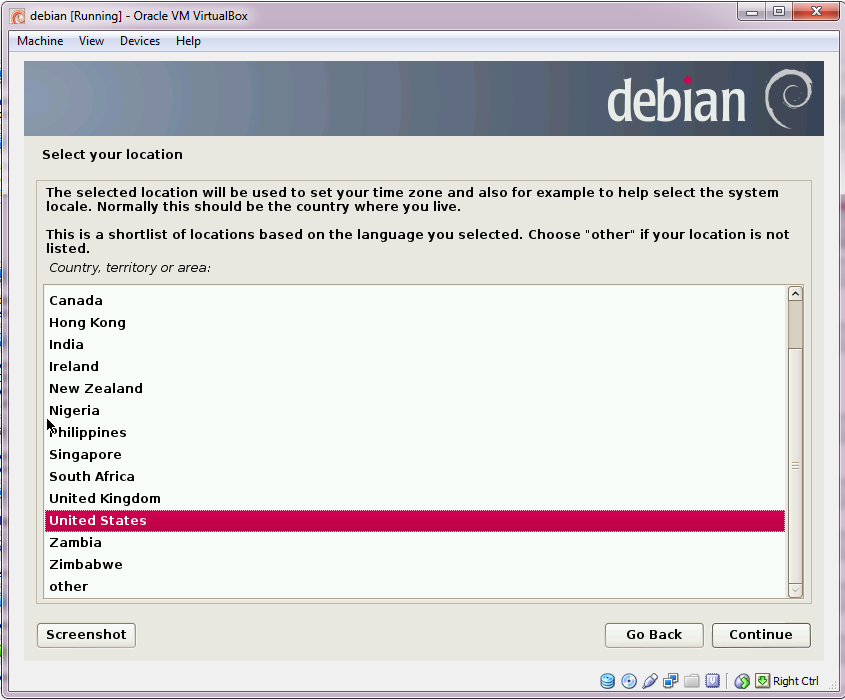 debian [Running] - Oracle VM VirtualBox
Machine View Devices Help
debian
Select your location
The selected location will be used to set your time zone and also for example to help select the system
locale. Normally this should be the country where you live.
This is a shortlist of locations based on the language you selected. Choose "other" if your location is not
listed.
Country, territory or area:
Canada
Hong Kong
India
Ireland
New Zealand
Nigeria
Philippines
Singapore
South Africa
United Kingdom
United States
Zambia
Zimbabwe
other
Screenshot Go Back Continue
Right Ctrl